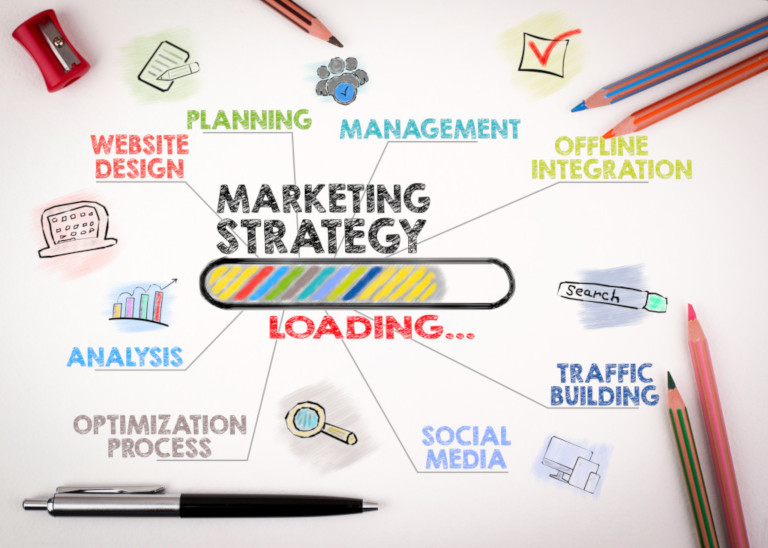 PLANNING
MANAGEMENT
WEBSITE
DESIGN
OFFLINE
INTEGRATION
MARKETING
STRATEGY
LOADING...
Search
ANALYSIS
TRAFFIC
BUILDING
OPTIMIZATION
PROCESS
SOCIAL
MEDIA